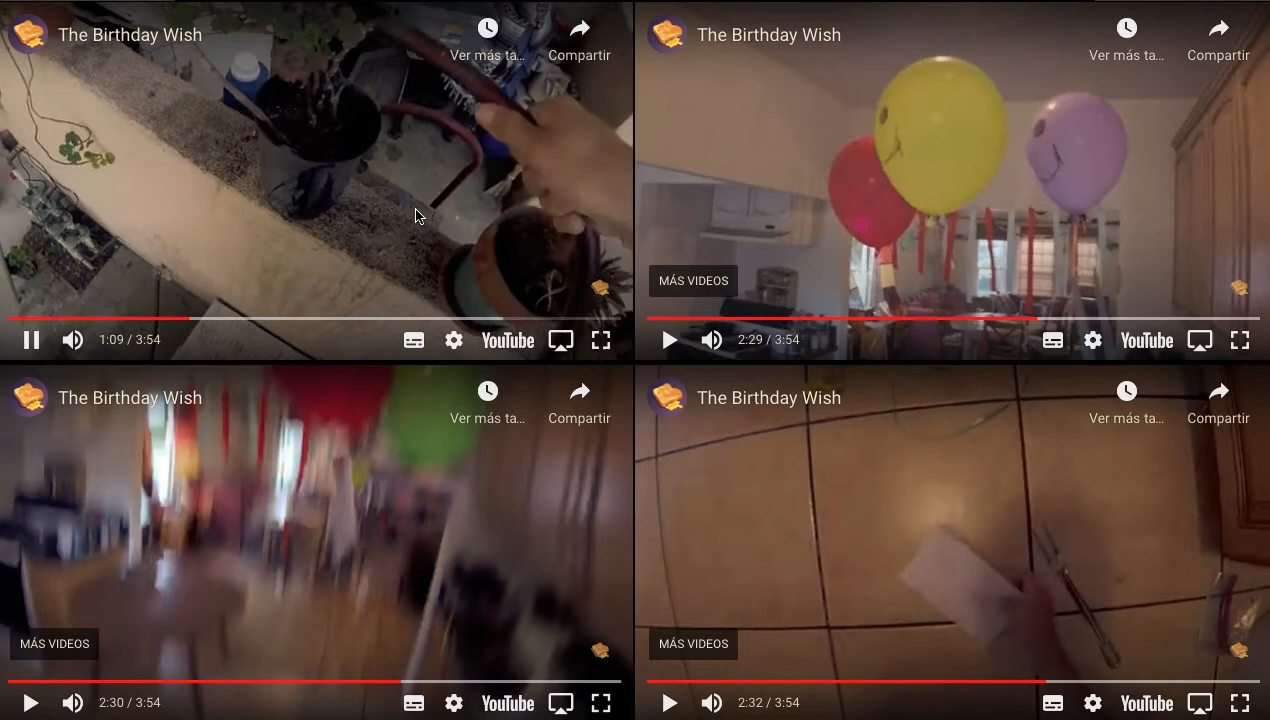 The Birthday Wish
Ver más ta...
Compartir
1:09 / 3:54
YouTube
The Birthday Wish
Ver más ta...
Compartir
MÁS VIDEOS
2:29 / 3:54
YouTube
The Birthday Wish
Ver más ta...
Compartir
MÁS VIDEOS
2:30 / 3:54
YouTube
The Birthday Wish
Ver más ta...
Compartir
MÁS VIDEOS
2:32 / 3:54
YouTube